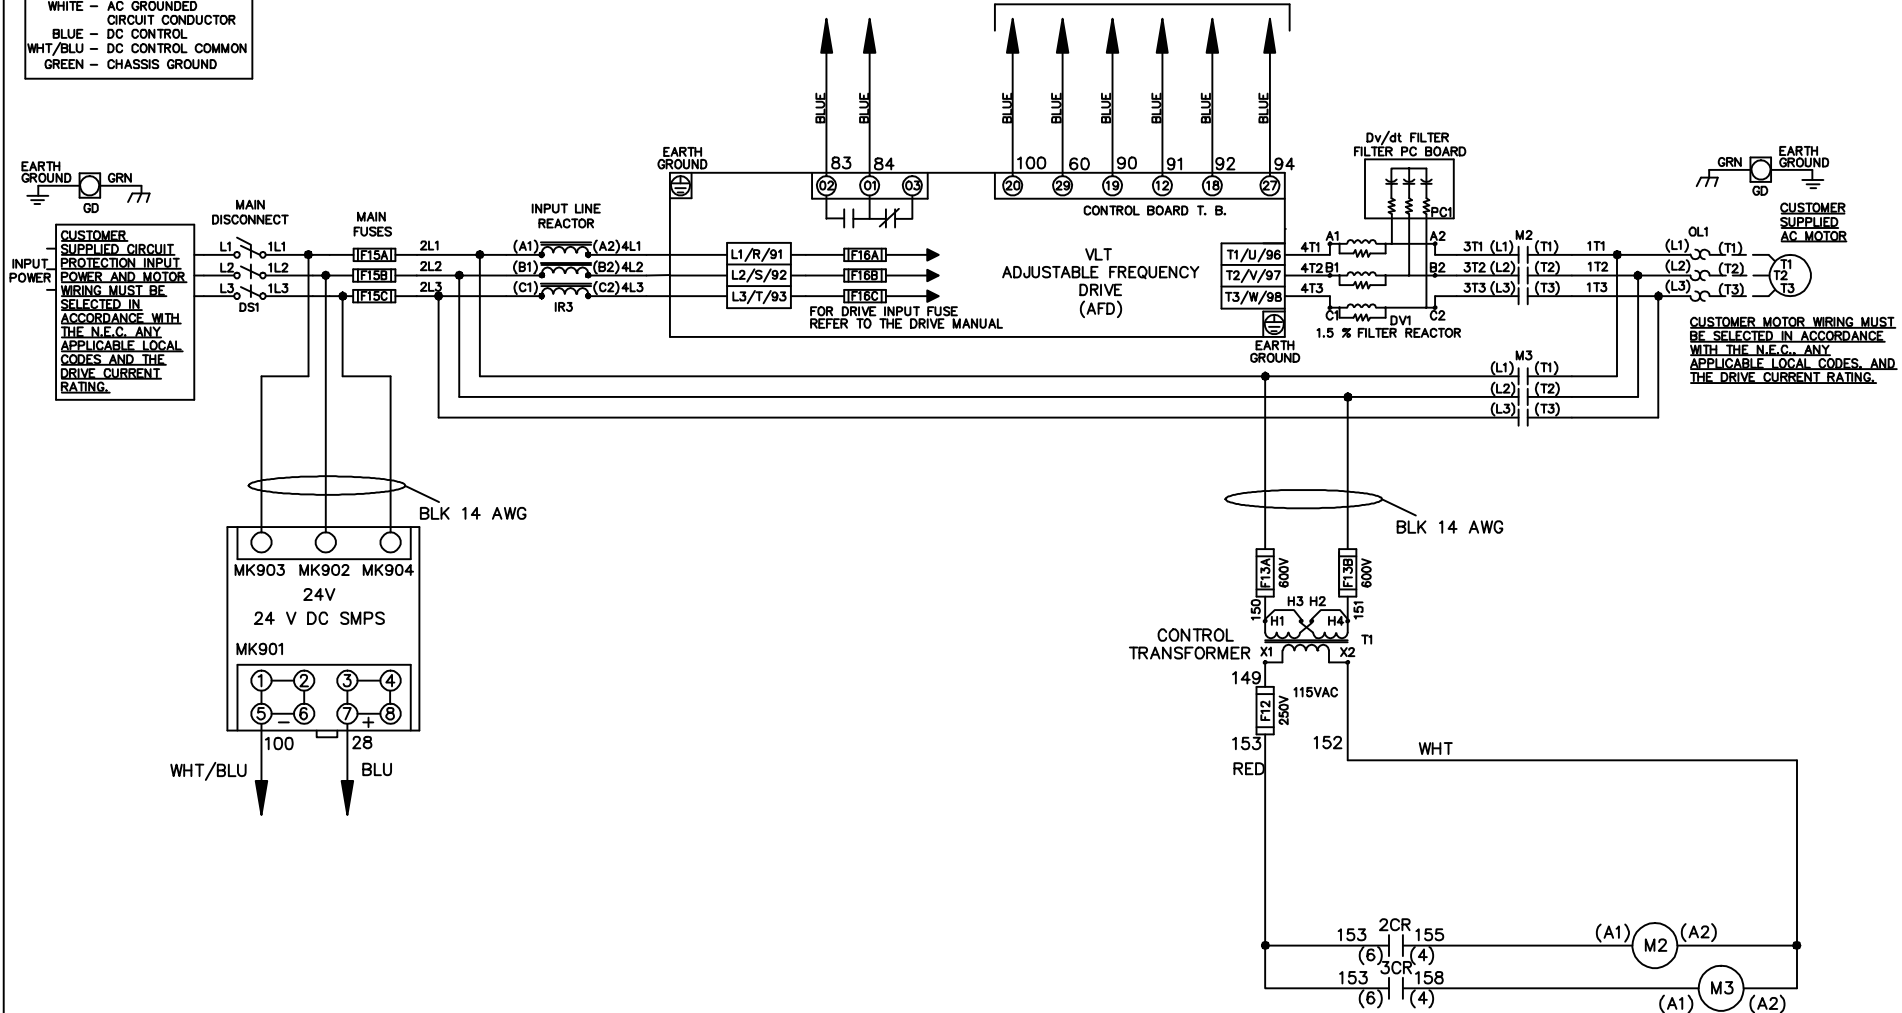 WHITE – AC GROUNDED
CIRCUIT CONDUCTOR
BLUE – DC CONTROL
WHT/BLU – DC CONTROL COMMON
GREEN – CHASSIS GROUND
BLUE
BLUE
BLUE
BLUE
BLUE
BLUE
BLUE
BLUE
83
84
100
60
90
91
92
94
02
01
03
20
29
19
12
18
27
CONTROL BOARD T. B.
EARTH
GROUND
GRN
GD
INPUT
POWER
CUSTOMER
SUPPLIED CIRCUIT
PROTECTION INPUT
POWER AND MOTOR
WIRING MUST BE
SELECTED IN
ACCORDANCE WITH
THE N.E.C. ANY
APPLICABLE LOCAL
CODES AND THE
DRIVE CURRENT
RATING.
MAIN
DISCONNECT
L1 1L1
L2 1L2
L3 1L3
DS1
MAIN
FUSES
F15A
F15B
F15C
2L1
2L2
2L3
INPUT LINE
REACTOR
(A1) (A2) 4L1
(B1) (B2) 4L2
(C1) (C2) 4L3
IR3
EARTH
GROUND
L1/R/91
L2/S/92
L3/T/93
F16A
F16B
F16C
FOR DRIVE INPUT FUSE
REFER TO THE DRIVE MANUAL
VLT
ADJUSTABLE FREQUENCY
DRIVE
(AFD)
T1/U/96
T2/V/97
T3/W/98
EARTH
GROUND
Dv/dt FILTER
FILTER PC BOARD
PC1
4T1 A1 A2
4T2 B1 B2
4T3 C1 C2
DV1
1.5 % FILTER REACTOR
M2
3T1 (L1) (T1) 1T1
3T2 (L2) (T2) 1T2
3T3 (L3) (T3) 1T3
M3
(L1) (T1)
(L2) (T2)
(L3) (T3)
OL1
(L1) (T1)
(L2) (T2)
(L3) (T3)
T1
T2
T3
GRN
EARTH
GROUND
GD
CUSTOMER
SUPPLIED
AC MOTOR
CUSTOMER MOTOR WIRING MUST
BE SELECTED IN ACCORDANCE
WITH THE N.E.C., ANY
APPLICABLE LOCAL CODES, AND
THE DRIVE CURRENT RATING.
BLK 14 AWG
MK903 MK902 MK904
24V
24 V DC SMPS
MK901
1 2 3 4
5 – 6 7 + 8
100 28
WHT/BLU BLU
BLK 14 AWG
F13A
600V
F13B
600V
150
151
H3 H2
H1 H4
T1
CONTROL
TRANSFORMER
X1 X2
149
115VAC
F12
250V
153
152
RED
WHT
2CR
153 155
(6) (4)
(A1) M2 (A2)
3CR
153 158
(6) (4)
(A1) M3 (A2)